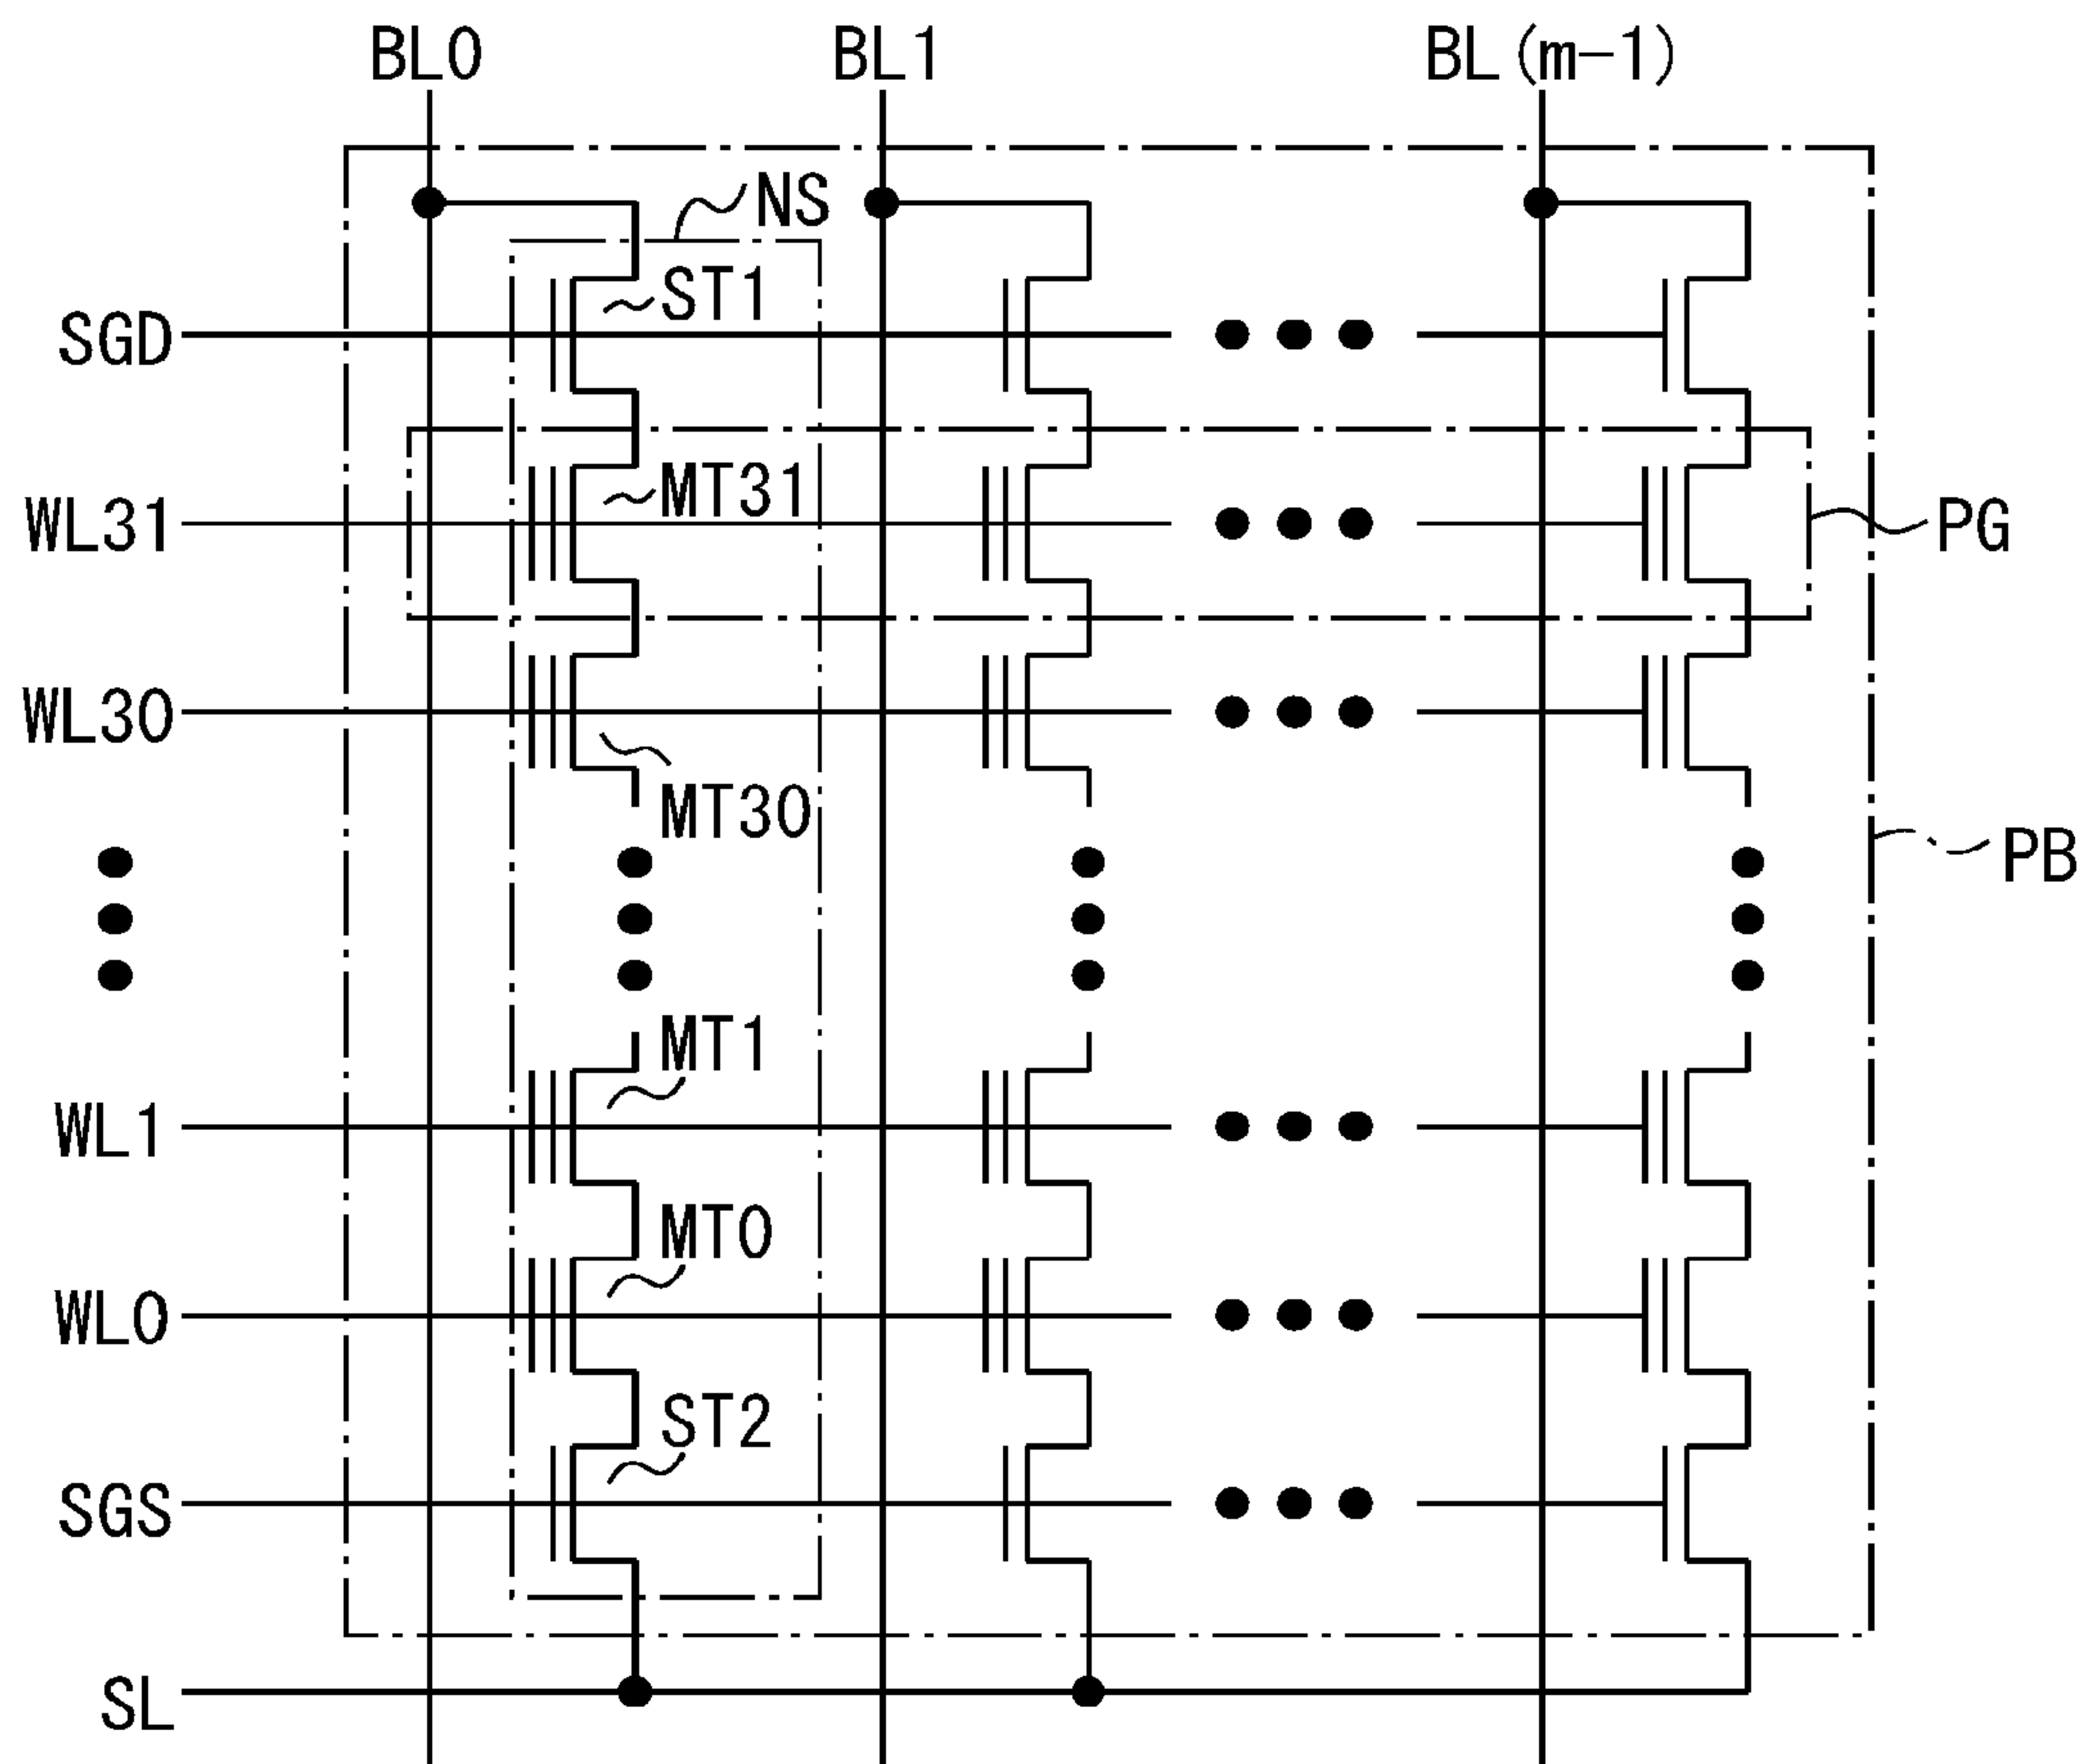 BL0 BL1 BL(m-1)
NS
ST1
SGD
MT31
WL31
PG
WL30
MT30
PB
MT1
WL1
MT0
WL0
ST2
SGS
SL